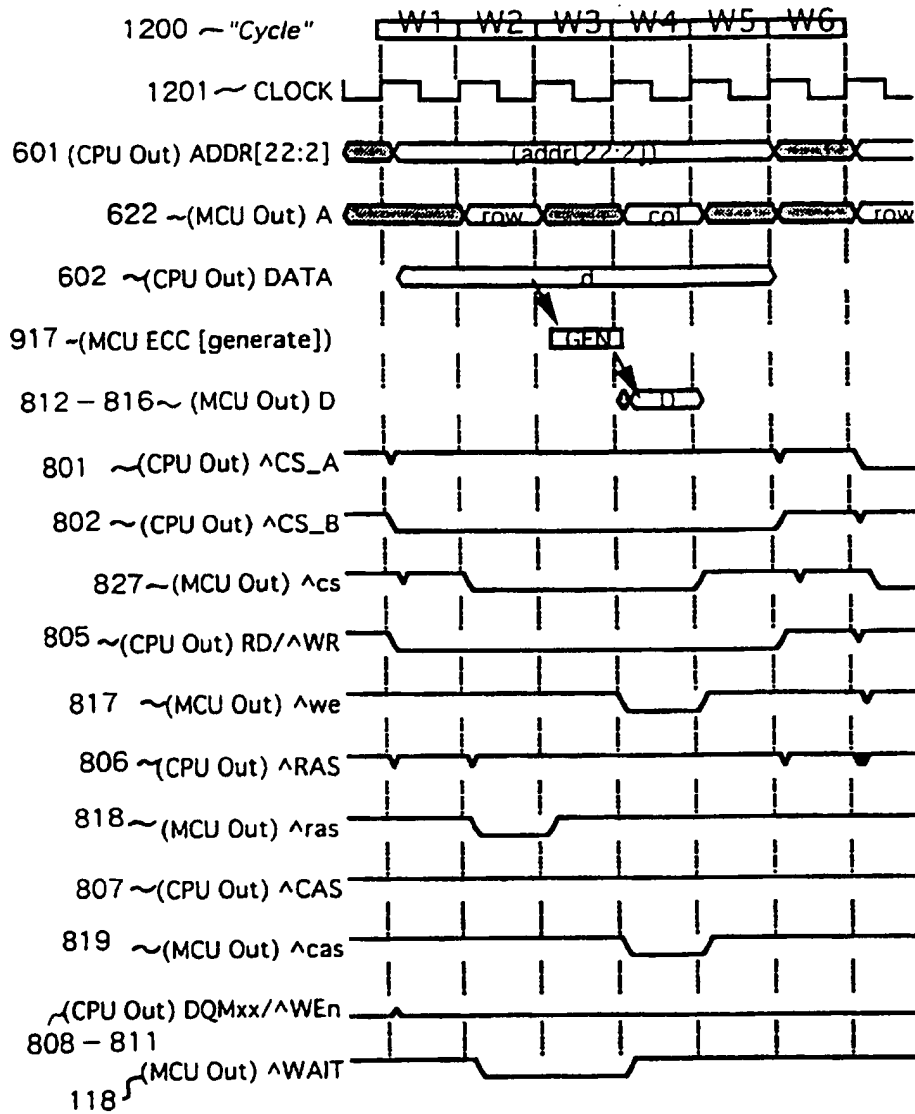 1200 ~ "Cycle" W1 W2 W3 W4 W5 W6
1201 ~ CLOCK
601 (CPU Out) ADDR[22:2] (addr[22:2])
622 ~(MCU Out) A row col row
602 ~(CPU Out) DATA d
917 ~(MCU ECC [generate]) GEN
812 – 816 ~ (MCU Out) D D
801 ~(CPU Out) ^CS_A
802 ~(CPU Out) ^CS_B
827 ~(MCU Out) ^cs
805 ~(CPU Out) RD/^WR
817 ~(MCU Out) ^we
806 ~(CPU Out) ^RAS
818 ~(MCU Out) ^ras
807 ~(CPU Out) ^CAS
819 ~(MCU Out) ^cas
~(CPU Out) DQMxx/^WEn
808 – 811
(MCU Out) ^WAIT
118